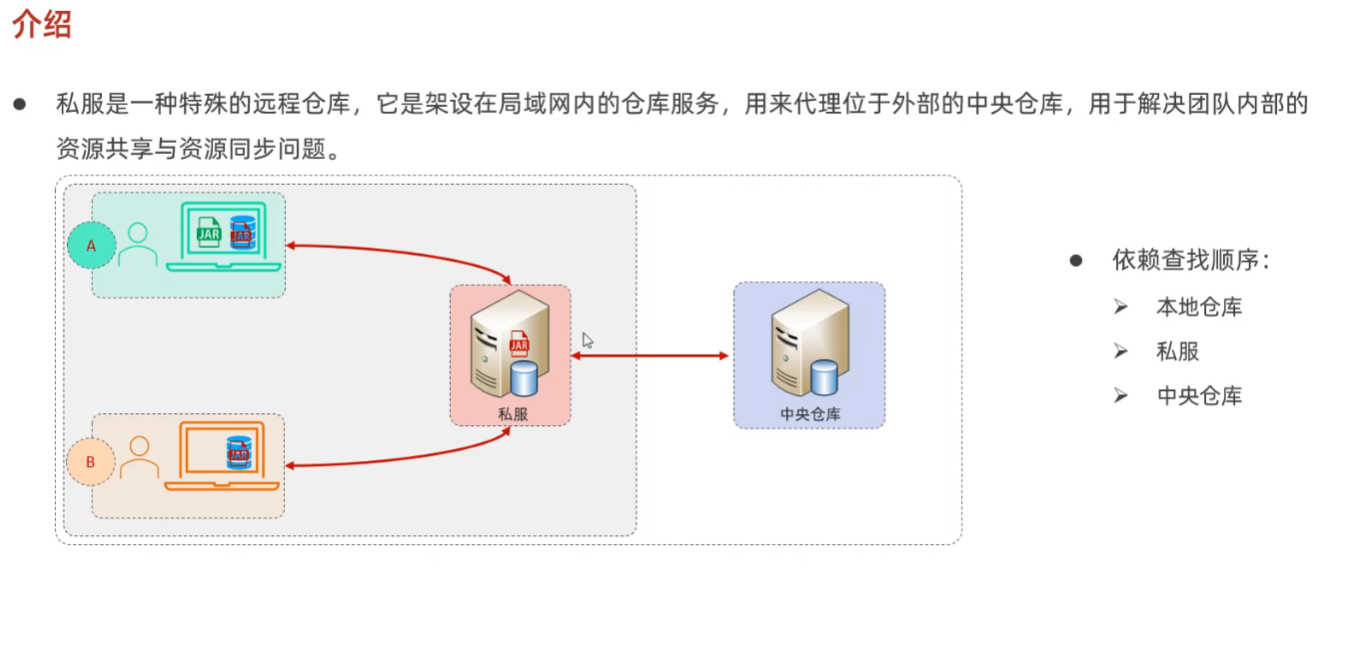 介绍
私服是一种特殊的远程仓库，它是架设在局域网内的仓库服务，用来代理位于外部的中央仓库，用于解决团队内部的
资源共享与资源同步问题。
A
JAR
JAR
依赖查找顺序：
本地仓库
私服
中央仓库
JAR
私服
中央仓库
B
JAR